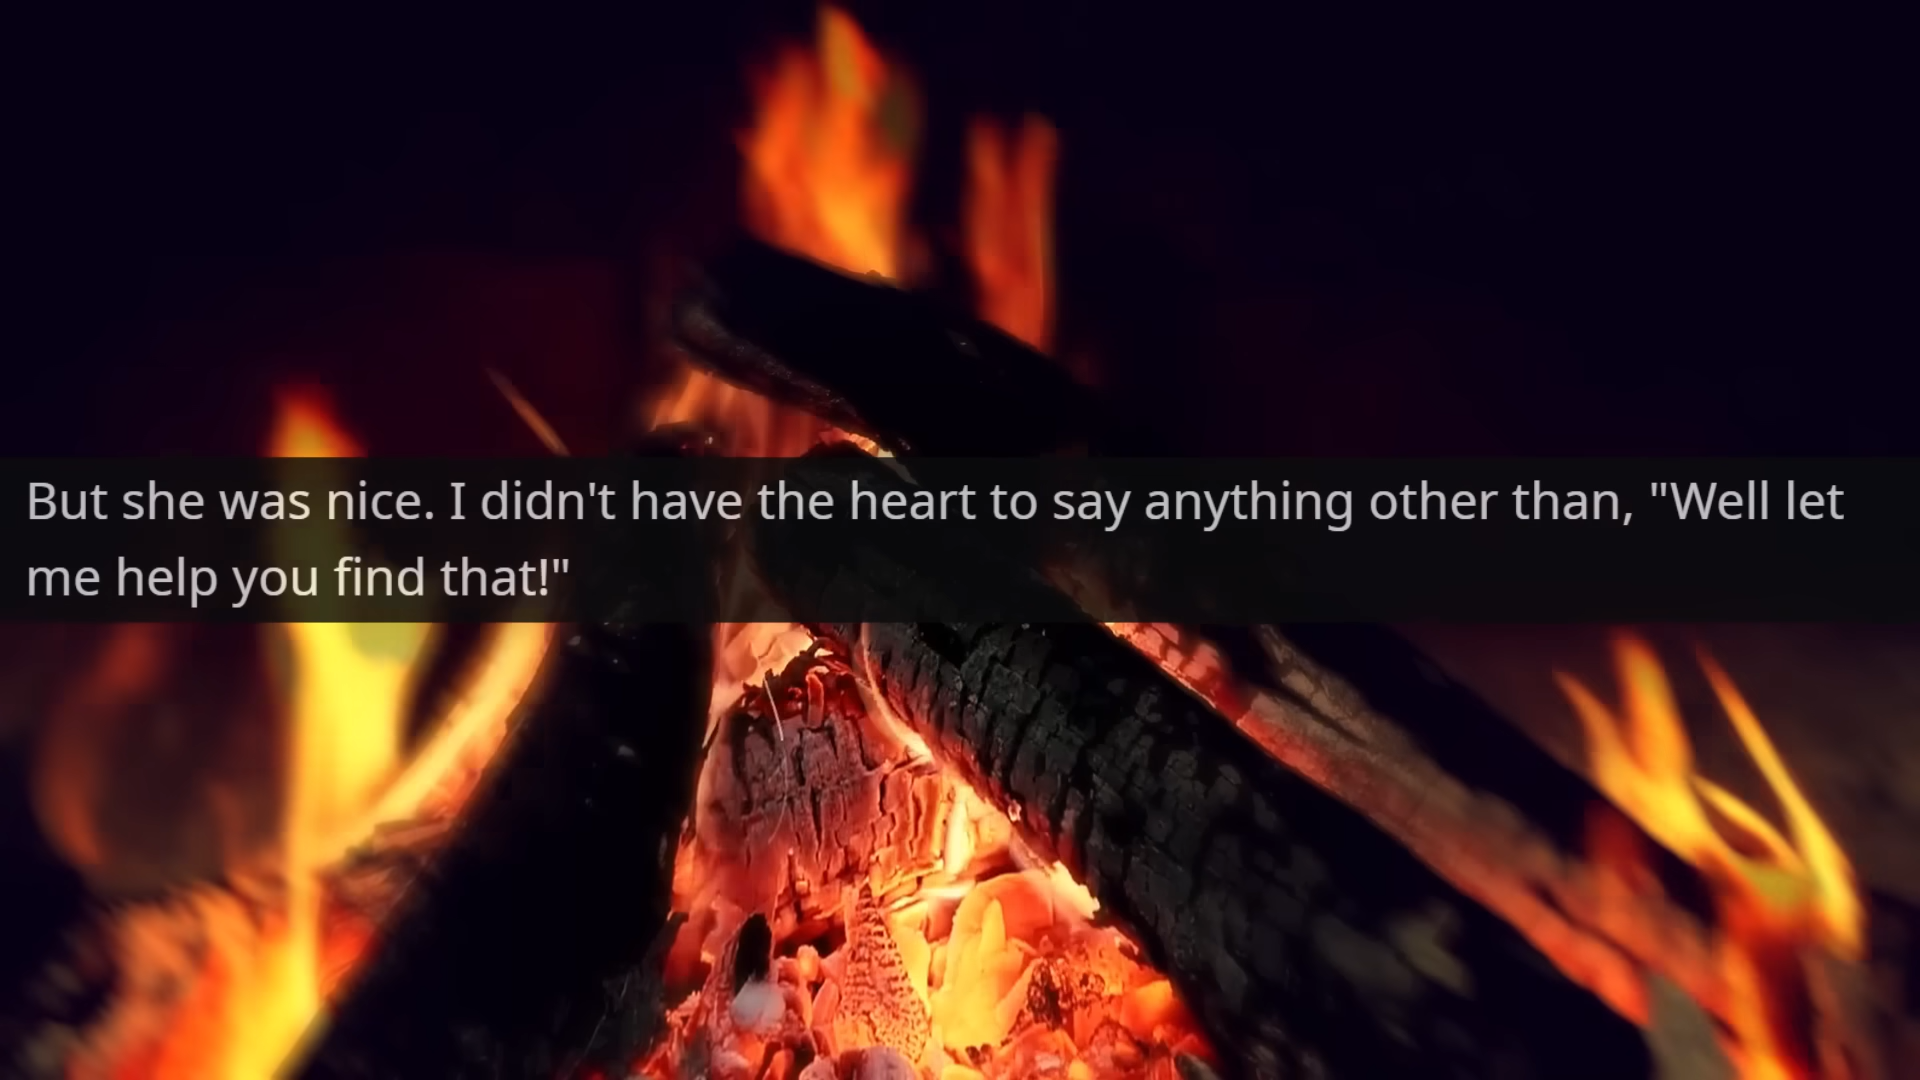 But she was nice. I didn't have the heart to say anything other than, "Well let
me help you find that!"